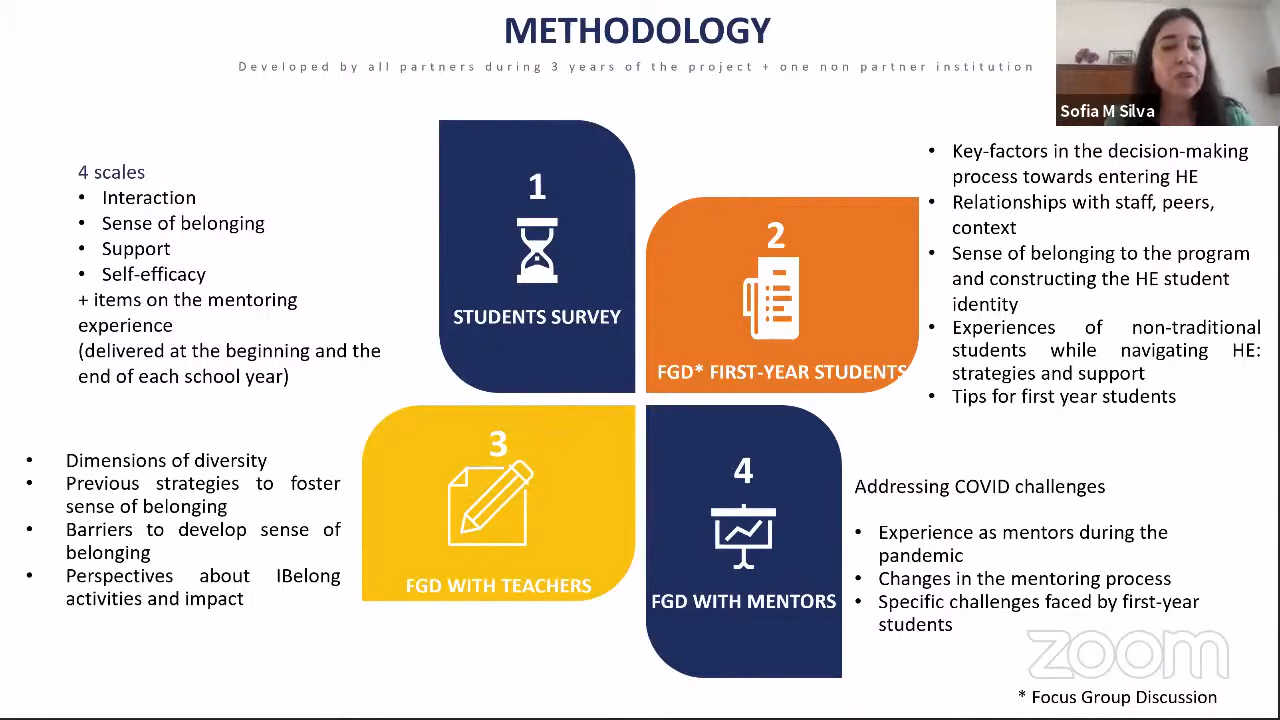 METHODOLOGY
Developed by all partners during 3 years of the project + one non partner institution
Sofia M Silva
4 scales
• Interaction
• Sense of belonging
• Support
• Self-efficacy
+ items on the mentoring
experience
(delivered at the beginning and the
end of each school year)
1
STUDENTS SURVEY
2
FGD* FIRST-YEAR STUDENTS
• Key-factors in the decision-making
process towards entering HE
• Relationships with staff, peers,
context
• Sense of belonging to the program
and constructing the HE student
identity
• Experiences of non-traditional
students while navigating HE:
strategies and support
• Tips for first year students
• Dimensions of diversity
• Previous strategies to foster
sense of belonging
• Barriers to develop sense of
belonging
• Perspectives about IBelong
activities and impact
3
FGD WITH TEACHERS
4
FGD WITH MENTORS
Addressing COVID challenges
• Experience as mentors during the
pandemic
• Changes in the mentoring process
• Specific challenges faced by first-year
students
zoom
* Focus Group Discussion